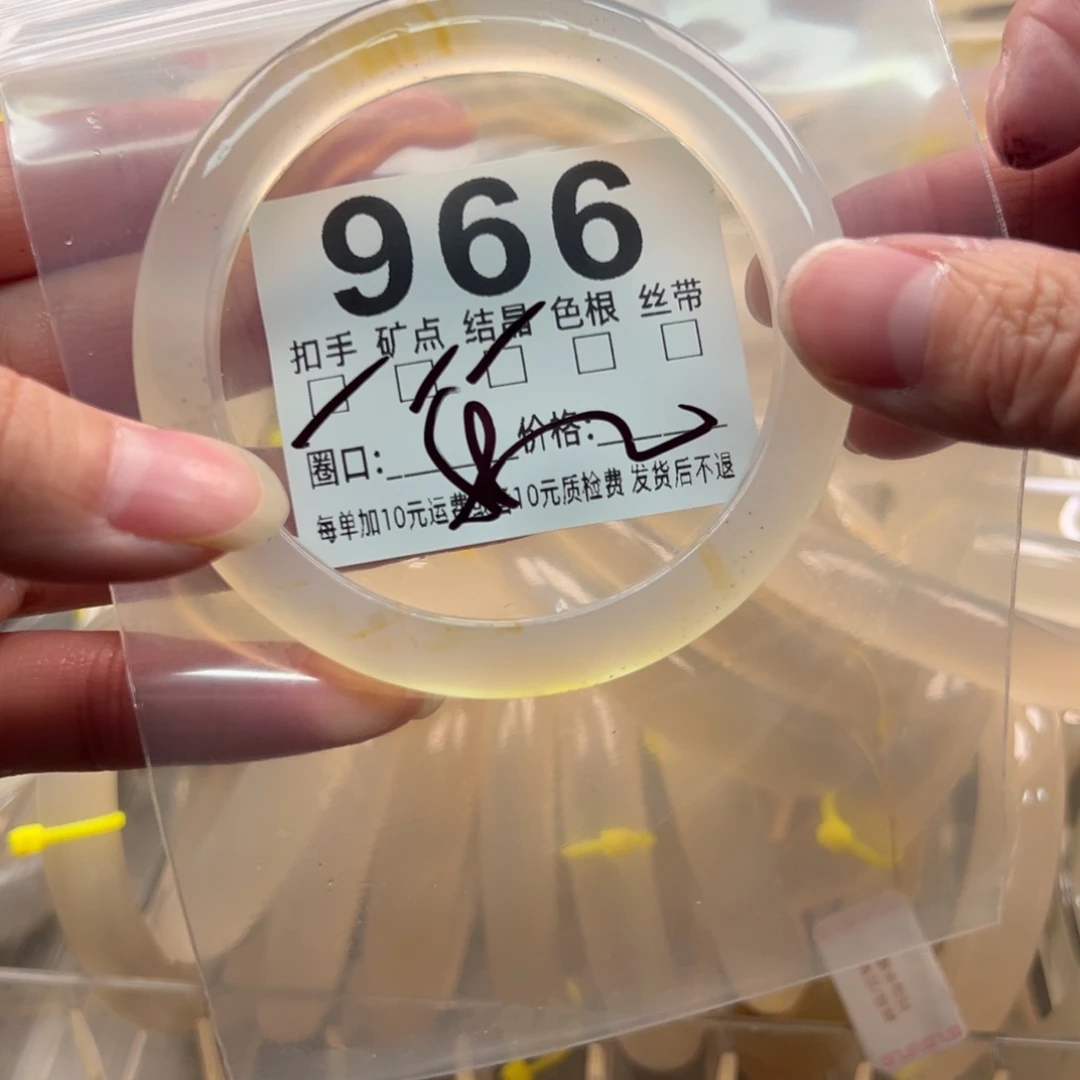 966
扣手 矿点 结晶 色根 丝带
圈口: 价格:
每单加10元运费 10元质检费 发货后不退